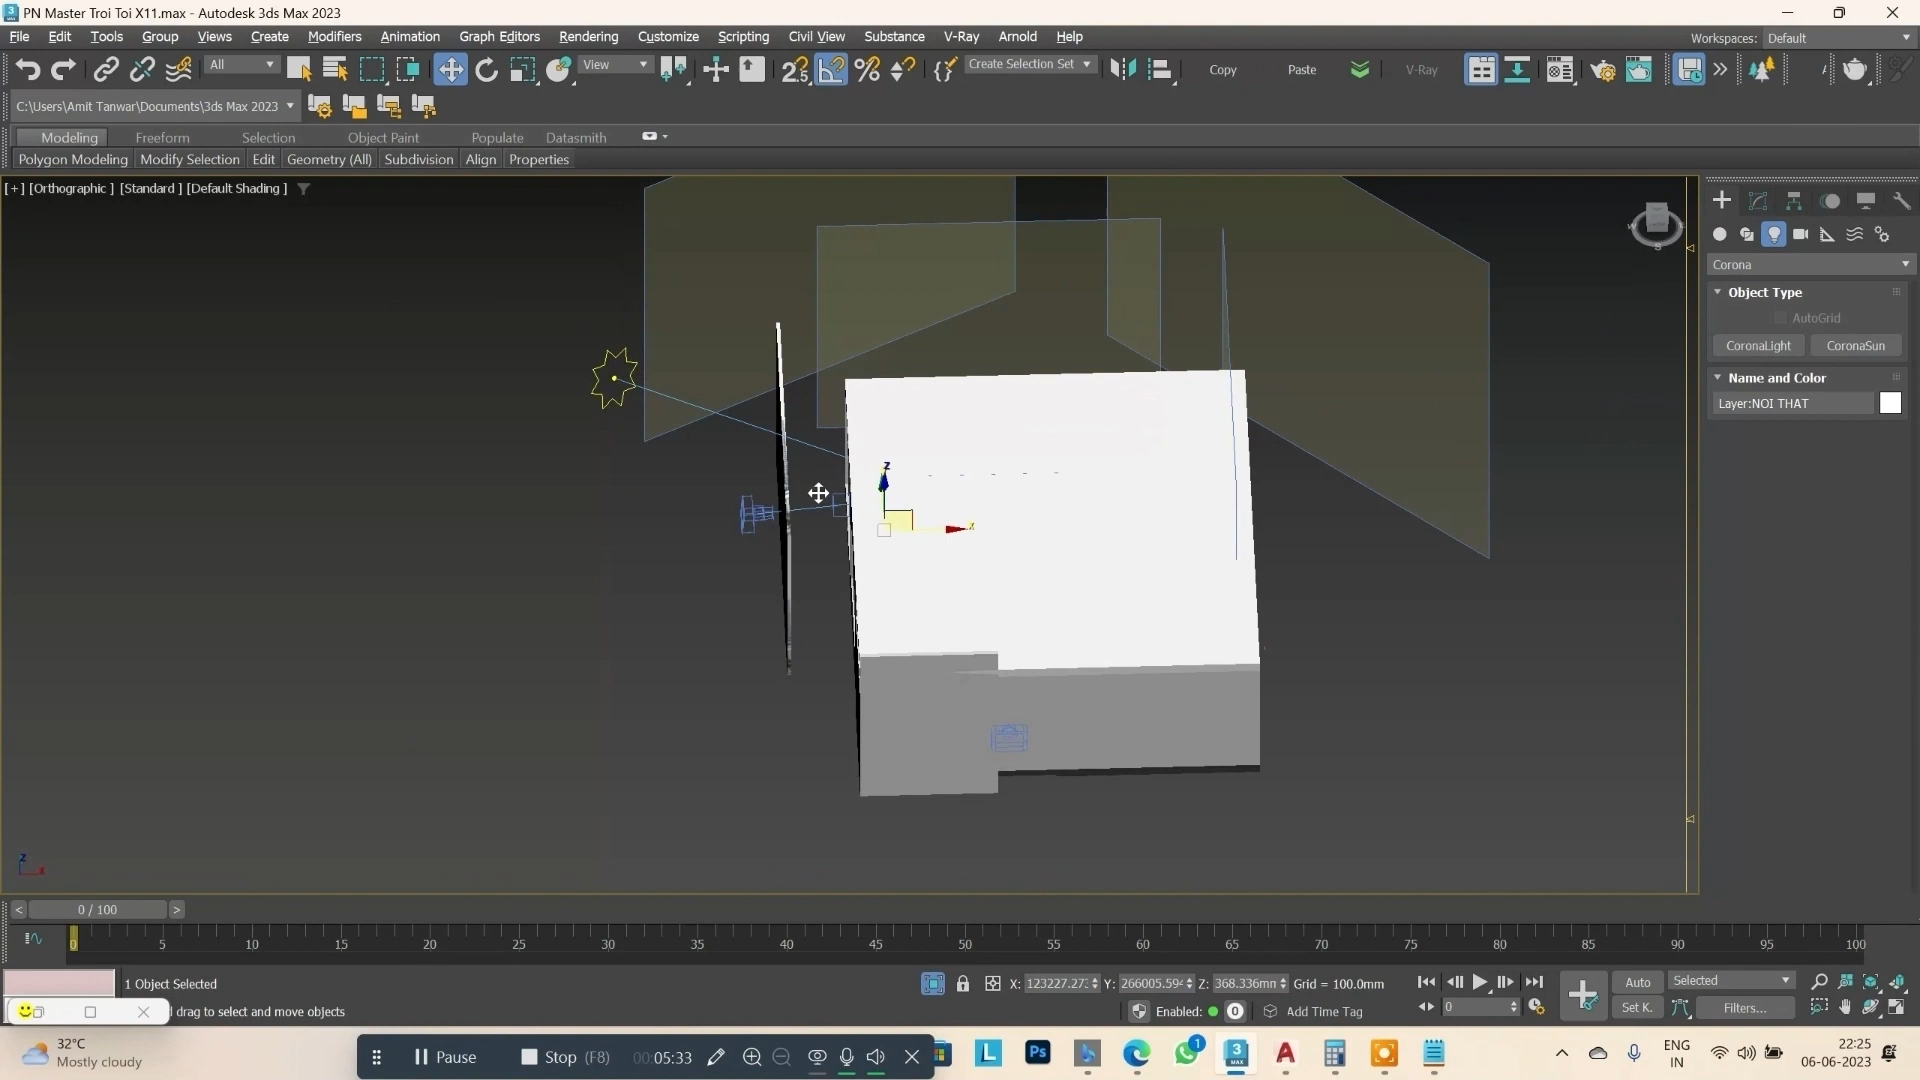 PN Master Troi Toi X11.max - Autodesk 3ds Max 2023
File Edit Tools Group Views Create Modifiers Animation Graph Editors Rendering Customize Scripting Civil View Substance V-Ray Arnold Help Workspaces: Default
All View Create Selection Set Copy Paste V-Ray
C:\Users\Amit Tanwar\Documents\3ds Max 2023
Modeling Freeform Selection Object Paint Populate Datasmith
Polygon Modeling Modify Selection Edit Geometry (All) Subdivision Align Properties
[+] [Orthographic ] [Standard ] [Default Shading ]
Corona
Object Type
AutoGrid
CoronaLight CoronaSun
Name and Color
Layer:NOI THAT
z
x
S
z
x
< 0 / 100 >
0 5 10 15 20 25 30 35 40 45 50 55 60 65 70 75 80 85 90 95 100
1 Object Selected X: 123227.27 Y: 266005.594 Z: 368.336mm Grid = 100.0mm Auto Selected
drag to select and move objects Enabled: 0 Add Time Tag 0 Set K. Filters...
32°C
Mostly cloudy
Pause Stop (F8) 00:05:33
L Ps 1 3 MAX A
ENG
IN
22:25
06-06-2023